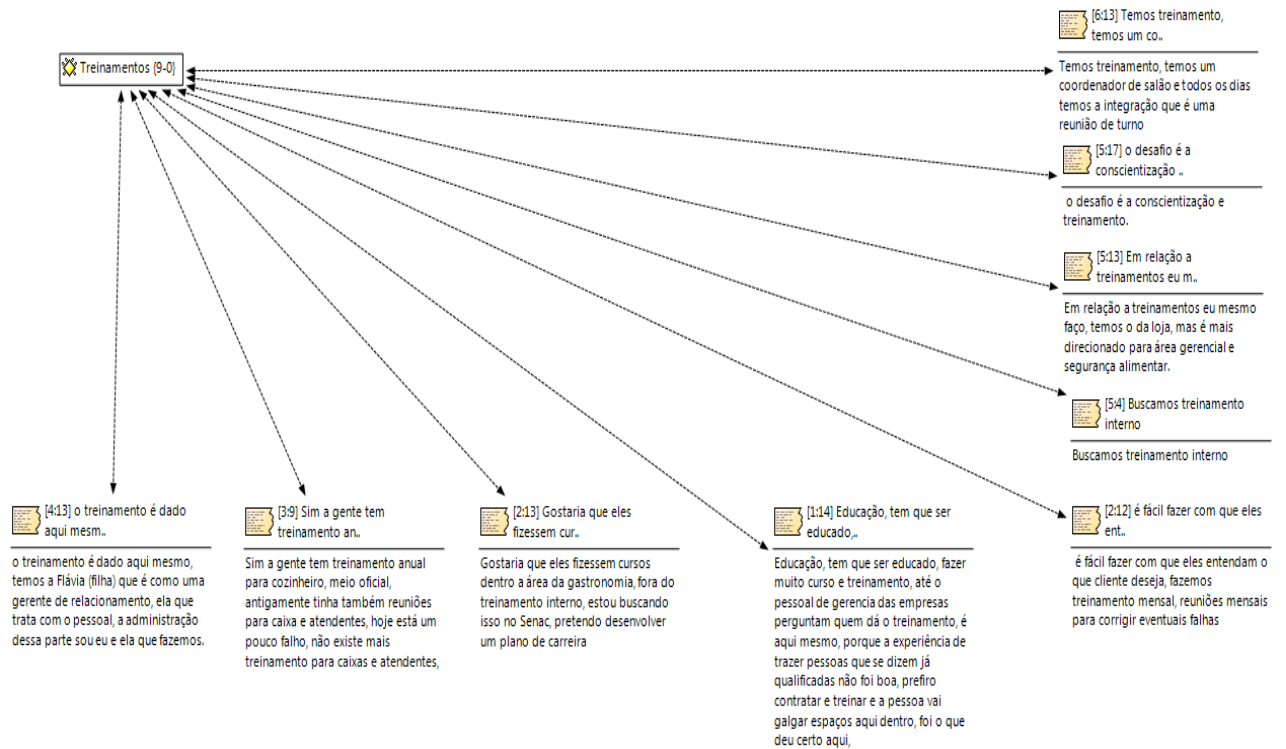 Treinamentos {9-0}
[6:13] Temos treinamento,
temos um co..
Temos treinamento, temos um
coordenador de salão e todos os dias
temos a integração que é uma
reunião de turno
[5:17] o desafio é a
conscientização ..
o desafio é a conscientização e
treinamento.
[5:13] Em relação a
treinamentos eu m..
Em relação a treinamentos eu mesmo
faço, temos o da loja, mas é mais
direcionado para área gerencial e
segurança alimentar.
[5:4] Buscamos treinamento
interno
Buscamos treinamento interno
[4:13] o treinamento é dado
aqui mesm..
o treinamento é dado aqui mesmo,
temos a Flávia (filha) que é como uma
gerente de relacionamento, ela que
trata com o pessoal, a administração
dessa parte sou eu e ela que fazemos.
[3:9] Sim a gente tem
treinamento an..
Sim a gente tem treinamento anual
para cozinheiro, meio oficial,
antigamente tinha também reuniões
para caixa e atendentes, hoje está um
pouco falho, não existe mais
treinamento para caixas e atendentes,
[2:13] Gostaria que eles
fizessem cur..
Gostaria que eles fizessem cursos
dentro a área da gastronomia, fora do
treinamento interno, estou buscando
isso no Senac, pretendo desenvolver
um plano de carreira
[1:14] Educação, tem que ser
educado,..
Educação, tem que ser educado, fazer
muito curso e treinamento, até o
pessoal de gerencia das empresas
perguntam quem dá o treinamento, é
aqui mesmo, porque a experiência de
trazer pessoas que se dizem já
qualificadas não foi boa, prefiro
contratar e treinar e a pessoa vai
galgar espaços aqui dentro, foi o que
deu certo aqui,
[2:12] é fácil fazer com que eles
ent..
é fácil fazer com que eles entendam o
que cliente deseja, fazemos
treinamento mensal, reuniões mensais
para corrigir eventuais falhas